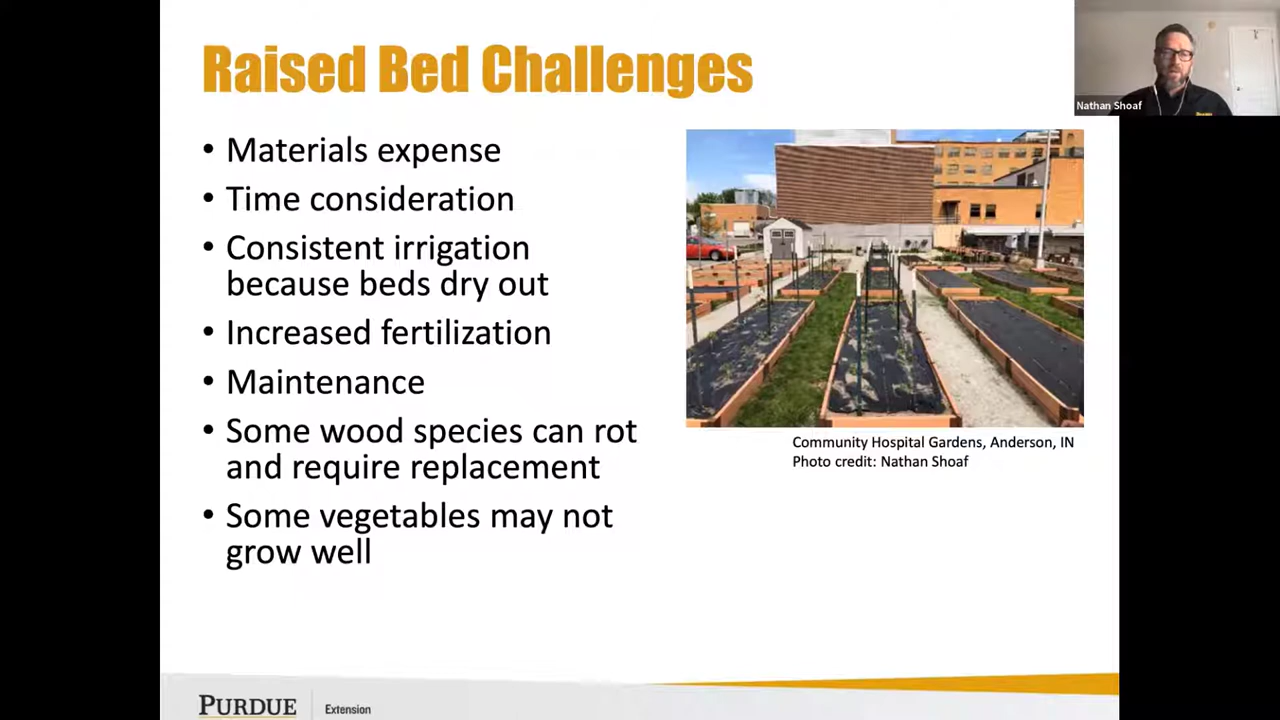 Raised Bed Challenges
Nathan Shoaf
• Materials expense
• Time consideration
• Consistent irrigation
because beds dry out
• Increased fertilization
• Maintenance
• Some wood species can rot
and require replacement
• Some vegetables may not
grow well
Community Hospital Gardens, Anderson, IN
Photo credit: Nathan Shoaf
PURDUE
Extension